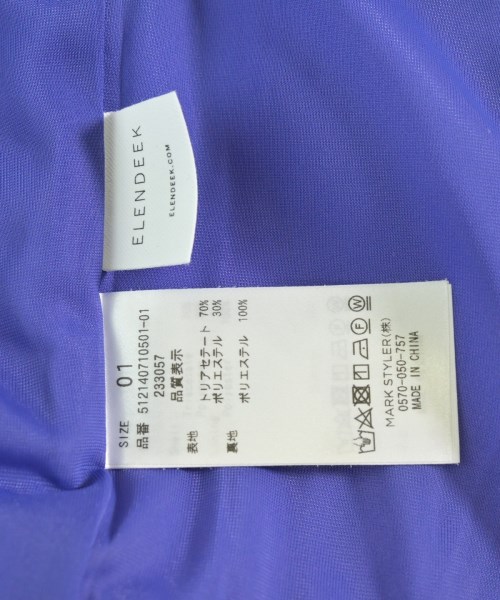 ELENDEEK
ELENDEEK.COM
SIZE 01
品番 512140710501-01
233057
品質表示
表地 トリアセテート 70%
ポリエステル 30%
裏地 ポリエステル 100%
MARK STYLER(株)
0570-050-757
MADE IN CHINA